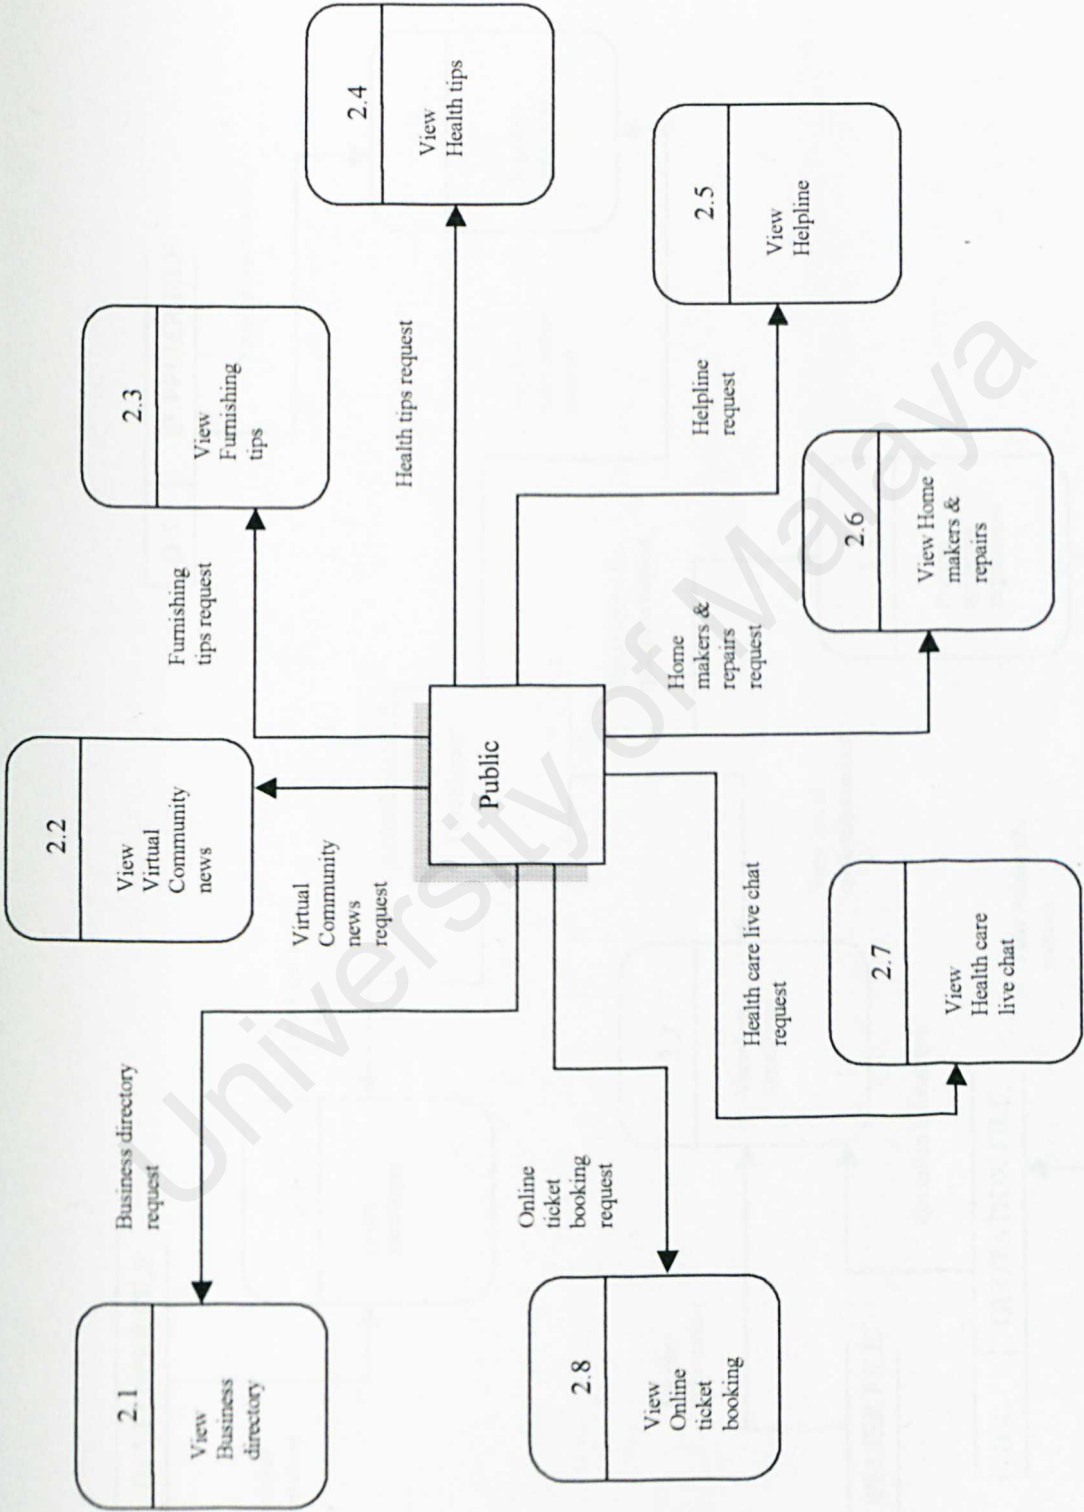 2.1
View
Business
directory
Business directory
request
2.2
View
Virtual
Community
news
Virtual
Community
news
request
2.3
View
Furnishing
tips
Furnishing
tips request
2.4
View
Health tips
Health tips request
Public
2.5
View
Helpline
Helpline
request
2.6
View Home
makers &
repairs
Home
makers &
repairs
request
2.7
View
Health care
live chat
Health care live chat
request
2.8
View
Online
ticket
booking
Online
ticket
booking
request
University of Malaya